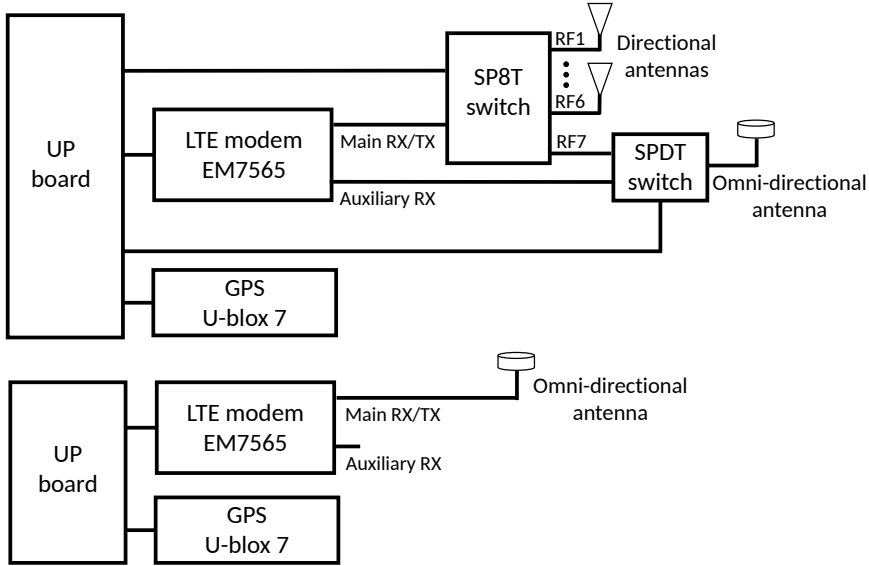 UP
board
LTE modem
EM7565
GPS
U-blox 7
Main RX/TX
Auxiliary RX
SP8T
switch
RF1
RF6
RF7
Directional
antennas
SPDT
switch
Omni-directional
antenna
UP
board
LTE modem
EM7565
GPS
U-blox 7
Main RX/TX
Auxiliary RX
Omni-directional
antenna